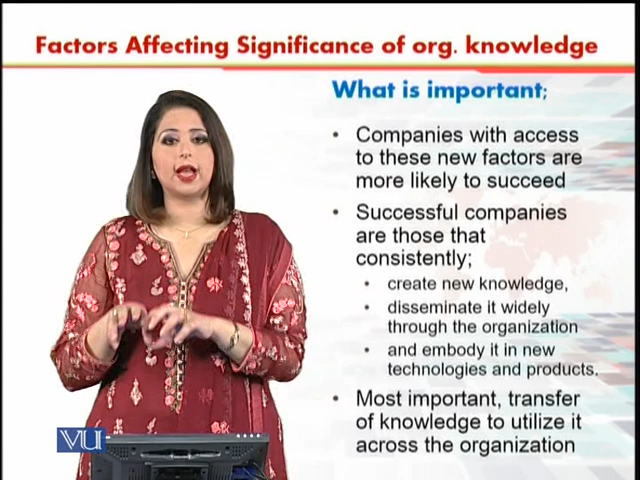 Factors Affecting Significance of org. knowledge
What is important;
• Companies with access
to these new factors are
more likely to succeed
• Successful companies
are those that
consistently;
• create new knowledge,
• disseminate it widely
through the organization
• and embody it in new
technologies and products.
• Most important, transfer
of knowledge to utilize it
across the organization
VU